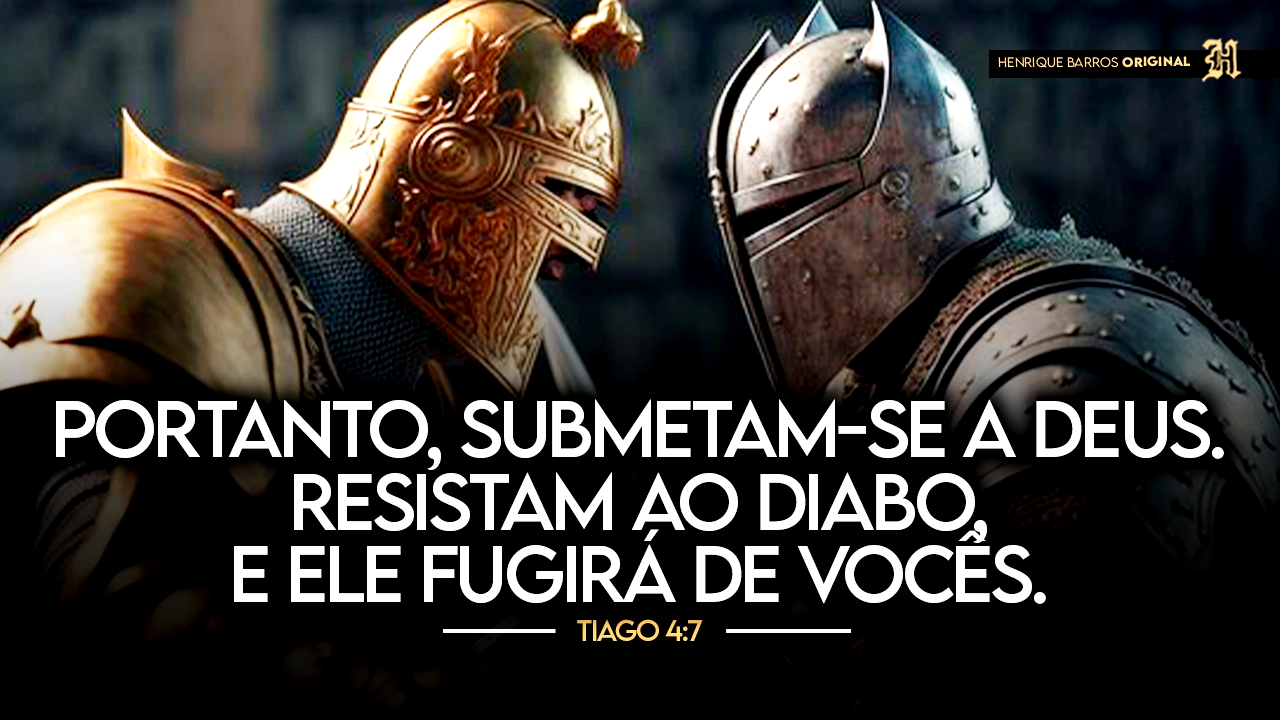 HENRIQUE BARROS ORIGINAL H
PORTANTO, SUBMETAM-SE A DEUS.
RESISTAM AO DIABO,
E ELE FUGIRÁ DE VOCÊS.
TIAGO 4:7